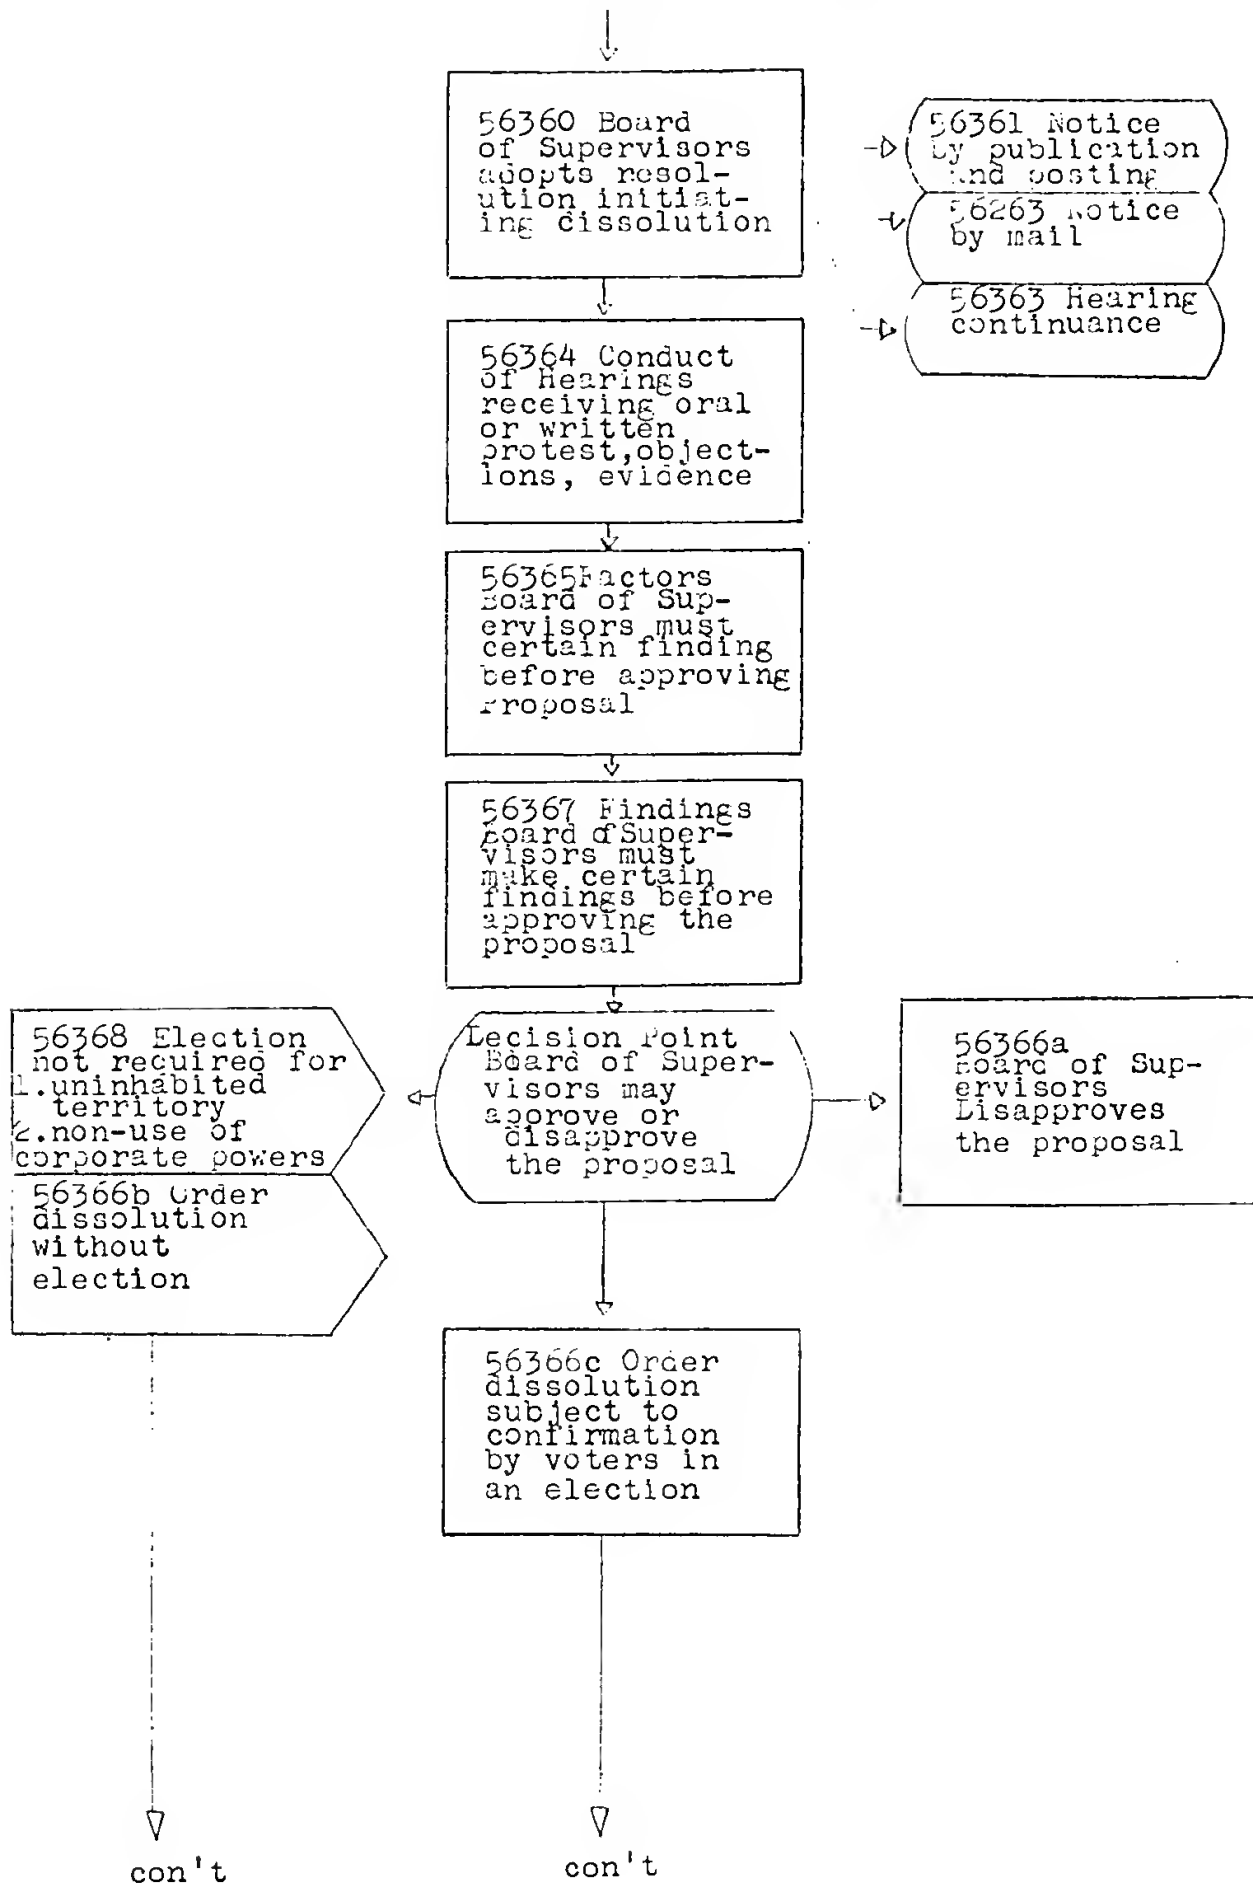 56360 Board
of Supervisors
adopts resol-
ution initiat-
ing dissolution
56361 Notice
by publication
and posting
56263 Notice
by mail
56363 Hearing
continuance
56364 Conduct
of Hearings
receiving oral
or written
protest,object-
ions, evidence
56365Factors
Board of Sup-
ervisors must
certain finding
before approving
Proposal
56367 Findings
Board of Super-
visors must
make certain
findings before
approving the
proposal
Decision Point
Board of Super-
visors may
approve or
disapprove
the proposal
56368 Election
not required for
1.uninhabited
territory
2.non-use of
corporate powers
56366b Order
dissolution
without
election
56366a
Board of Sup-
ervisors
Disapproves
the proposal
56366c Order
dissolution
subject to
confirmation
by voters in
an election
con't
con't